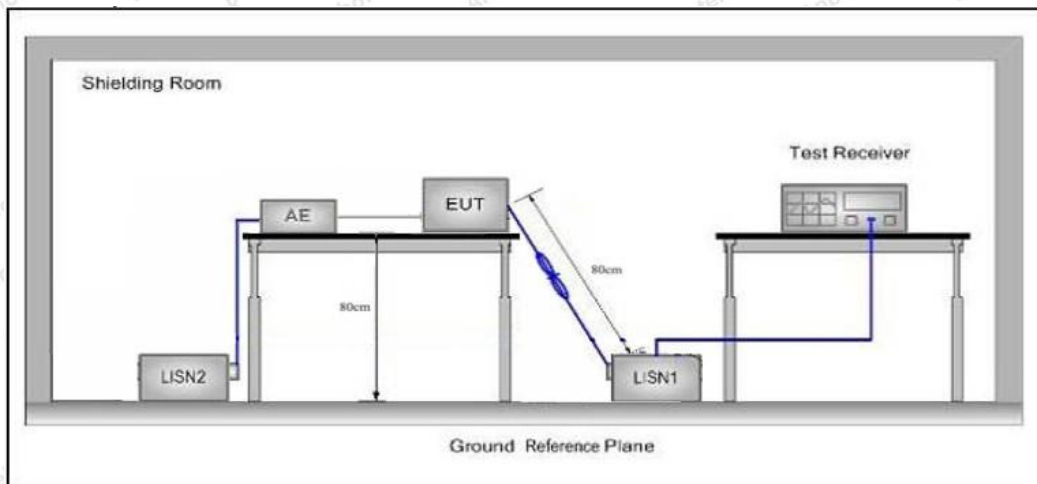 Shielding Room
Test Receiver
AE
EUT
80cm
80cm
LISN2
LISN1
Ground Reference Plane